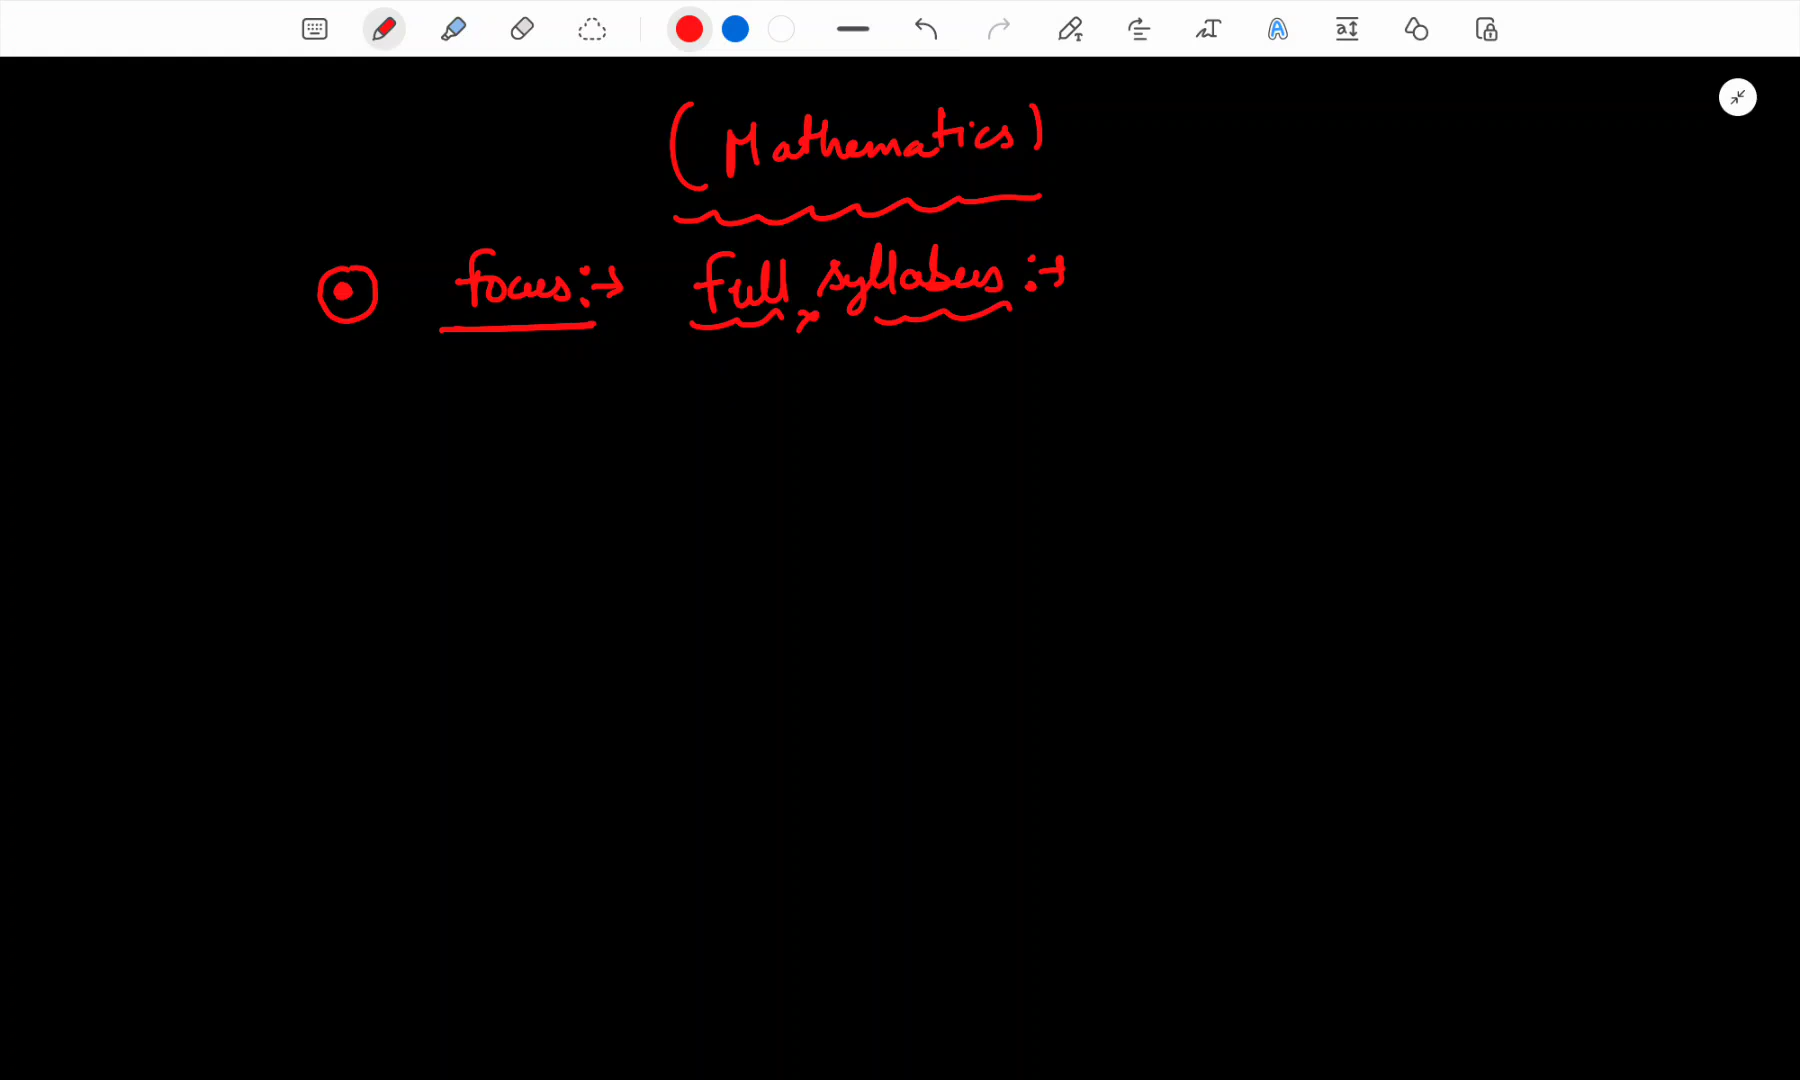 (Mathematics)
focus :→ full syllabus :→